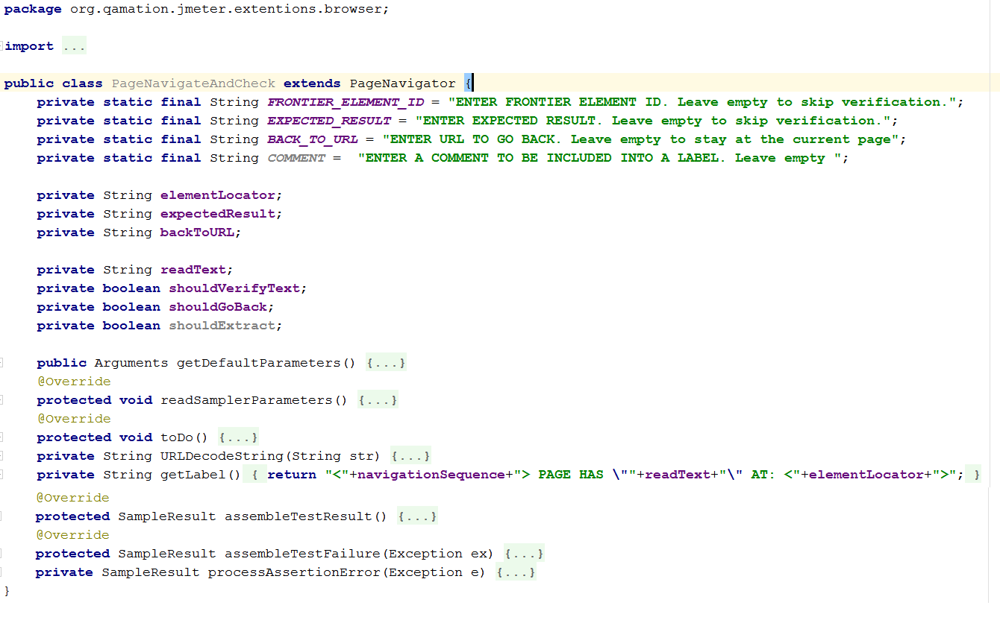 package org.qamation.jmeter.extentions.browser;
import ...
public class PageNavigateAndCheck extends PageNavigator {
private static final String FRONTIER_ELEMENT_ID = "ENTER FRONTIER ELEMENT ID. Leave empty to skip verification.";
private static final String EXPECTED_RESULT = "ENTER EXPECTED RESULT. Leave empty to skip verification.";
private static final String BACK_TO_URL = "ENTER URL TO GO BACK. Leave empty to stay at the current page";
private static final String COMMENT =  "ENTER A COMMENT TO BE INCLUDED INTO A LABEL. Leave empty ";
private String elementLocator;
private String expectedResult;
private String backToURL;
private String readText;
private boolean shouldVerifyText;
private boolean shouldGoBack;
private boolean shouldExtract;
public Arguments getDefaultParameters() {...}
@Override
protected void readSamplerParameters() {...}
@Override
protected void toDo() {...}
private String URLDecodeString(String str) {...}
private String getLabel() { return "<"+navigationSequence+"> PAGE HAS \""+readText+"\" AT: <"+elementLocator+">"; }
@Override
protected SampleResult assembleTestResult() {...}
@Override
protected SampleResult assembleTestFailure(Exception ex) {...}
private SampleResult processAssertionError(Exception e) {...}
}